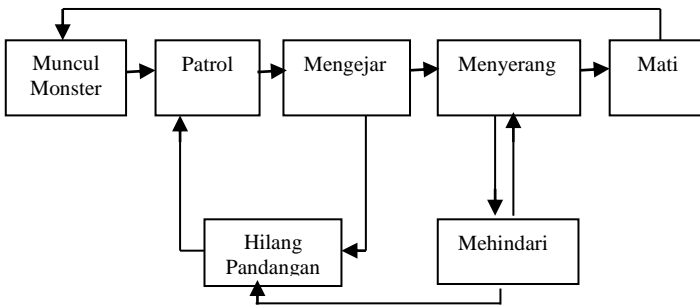 Muncul
Monster
Patrol
Mengejar
Menyerang
Mati
Hilang
Pandangan
Mehindari